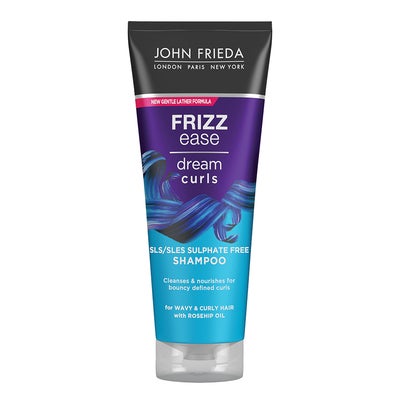 JOHN FRIEDA
LONDON PARIS NEW YORK
NEW GENTLE LATHER FORMULA
FRIZZ
ease
dream
curls
SLS/SLES SULPHATE FREE
SHAMPOO
Cleanses & nourishes for
bouncy defined curls
for WAVY & CURLY HAIR
with ROSEHIP OIL